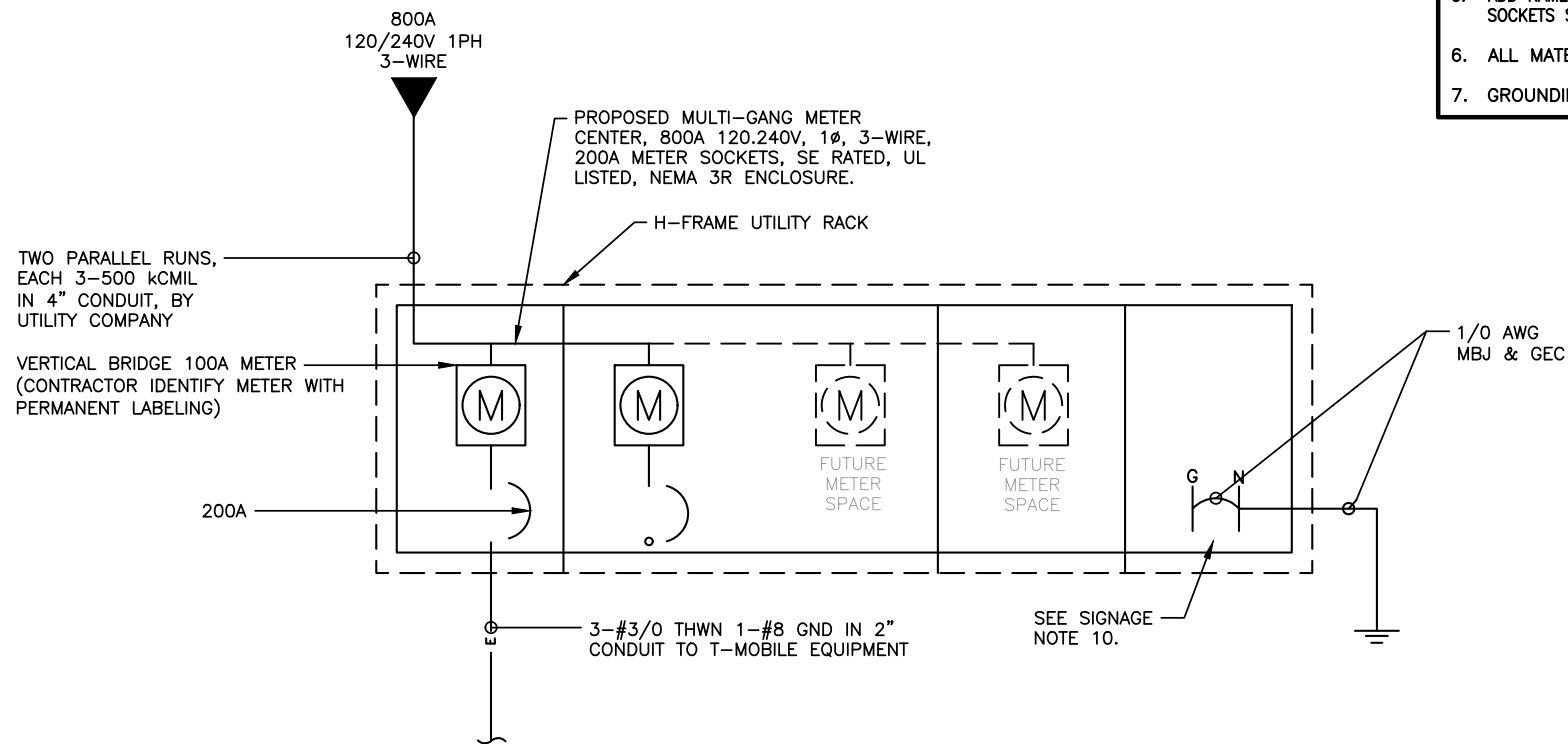 800A
120/240V 1PH
3-WIRE
SOCKETS
6. ALL
7.
PROPOSED MULTI-GANG METER
CENTER, 800A 120.240V, 1ø, 3-WIRE,
200A METER SOCKETS, SE RATED, UL
LISTED, NEMA 3R ENCLOSURE.
H-FRAME UTILITY RACK
TWO PARALLEL RUNS,
EACH 3-500 kCMIL
IN 4" CONDUIT, BY
UTILITY COMPANY
VERTICAL BRIDGE 100A METER
(CONTRACTOR IDENTIFY METER WITH
PERMANENT LABELING)
1/0 AWG
MBJ & GEC
M
M
M
M
FUTURE
METER
SPACE
FUTURE
METER
SPACE
G N
200A
3-#3/0 THWN 1-#8 GND IN 2"
CONDUIT TO T-MOBILE EQUIPMENT
E
SEE SIGNAGE
NOTE 10.